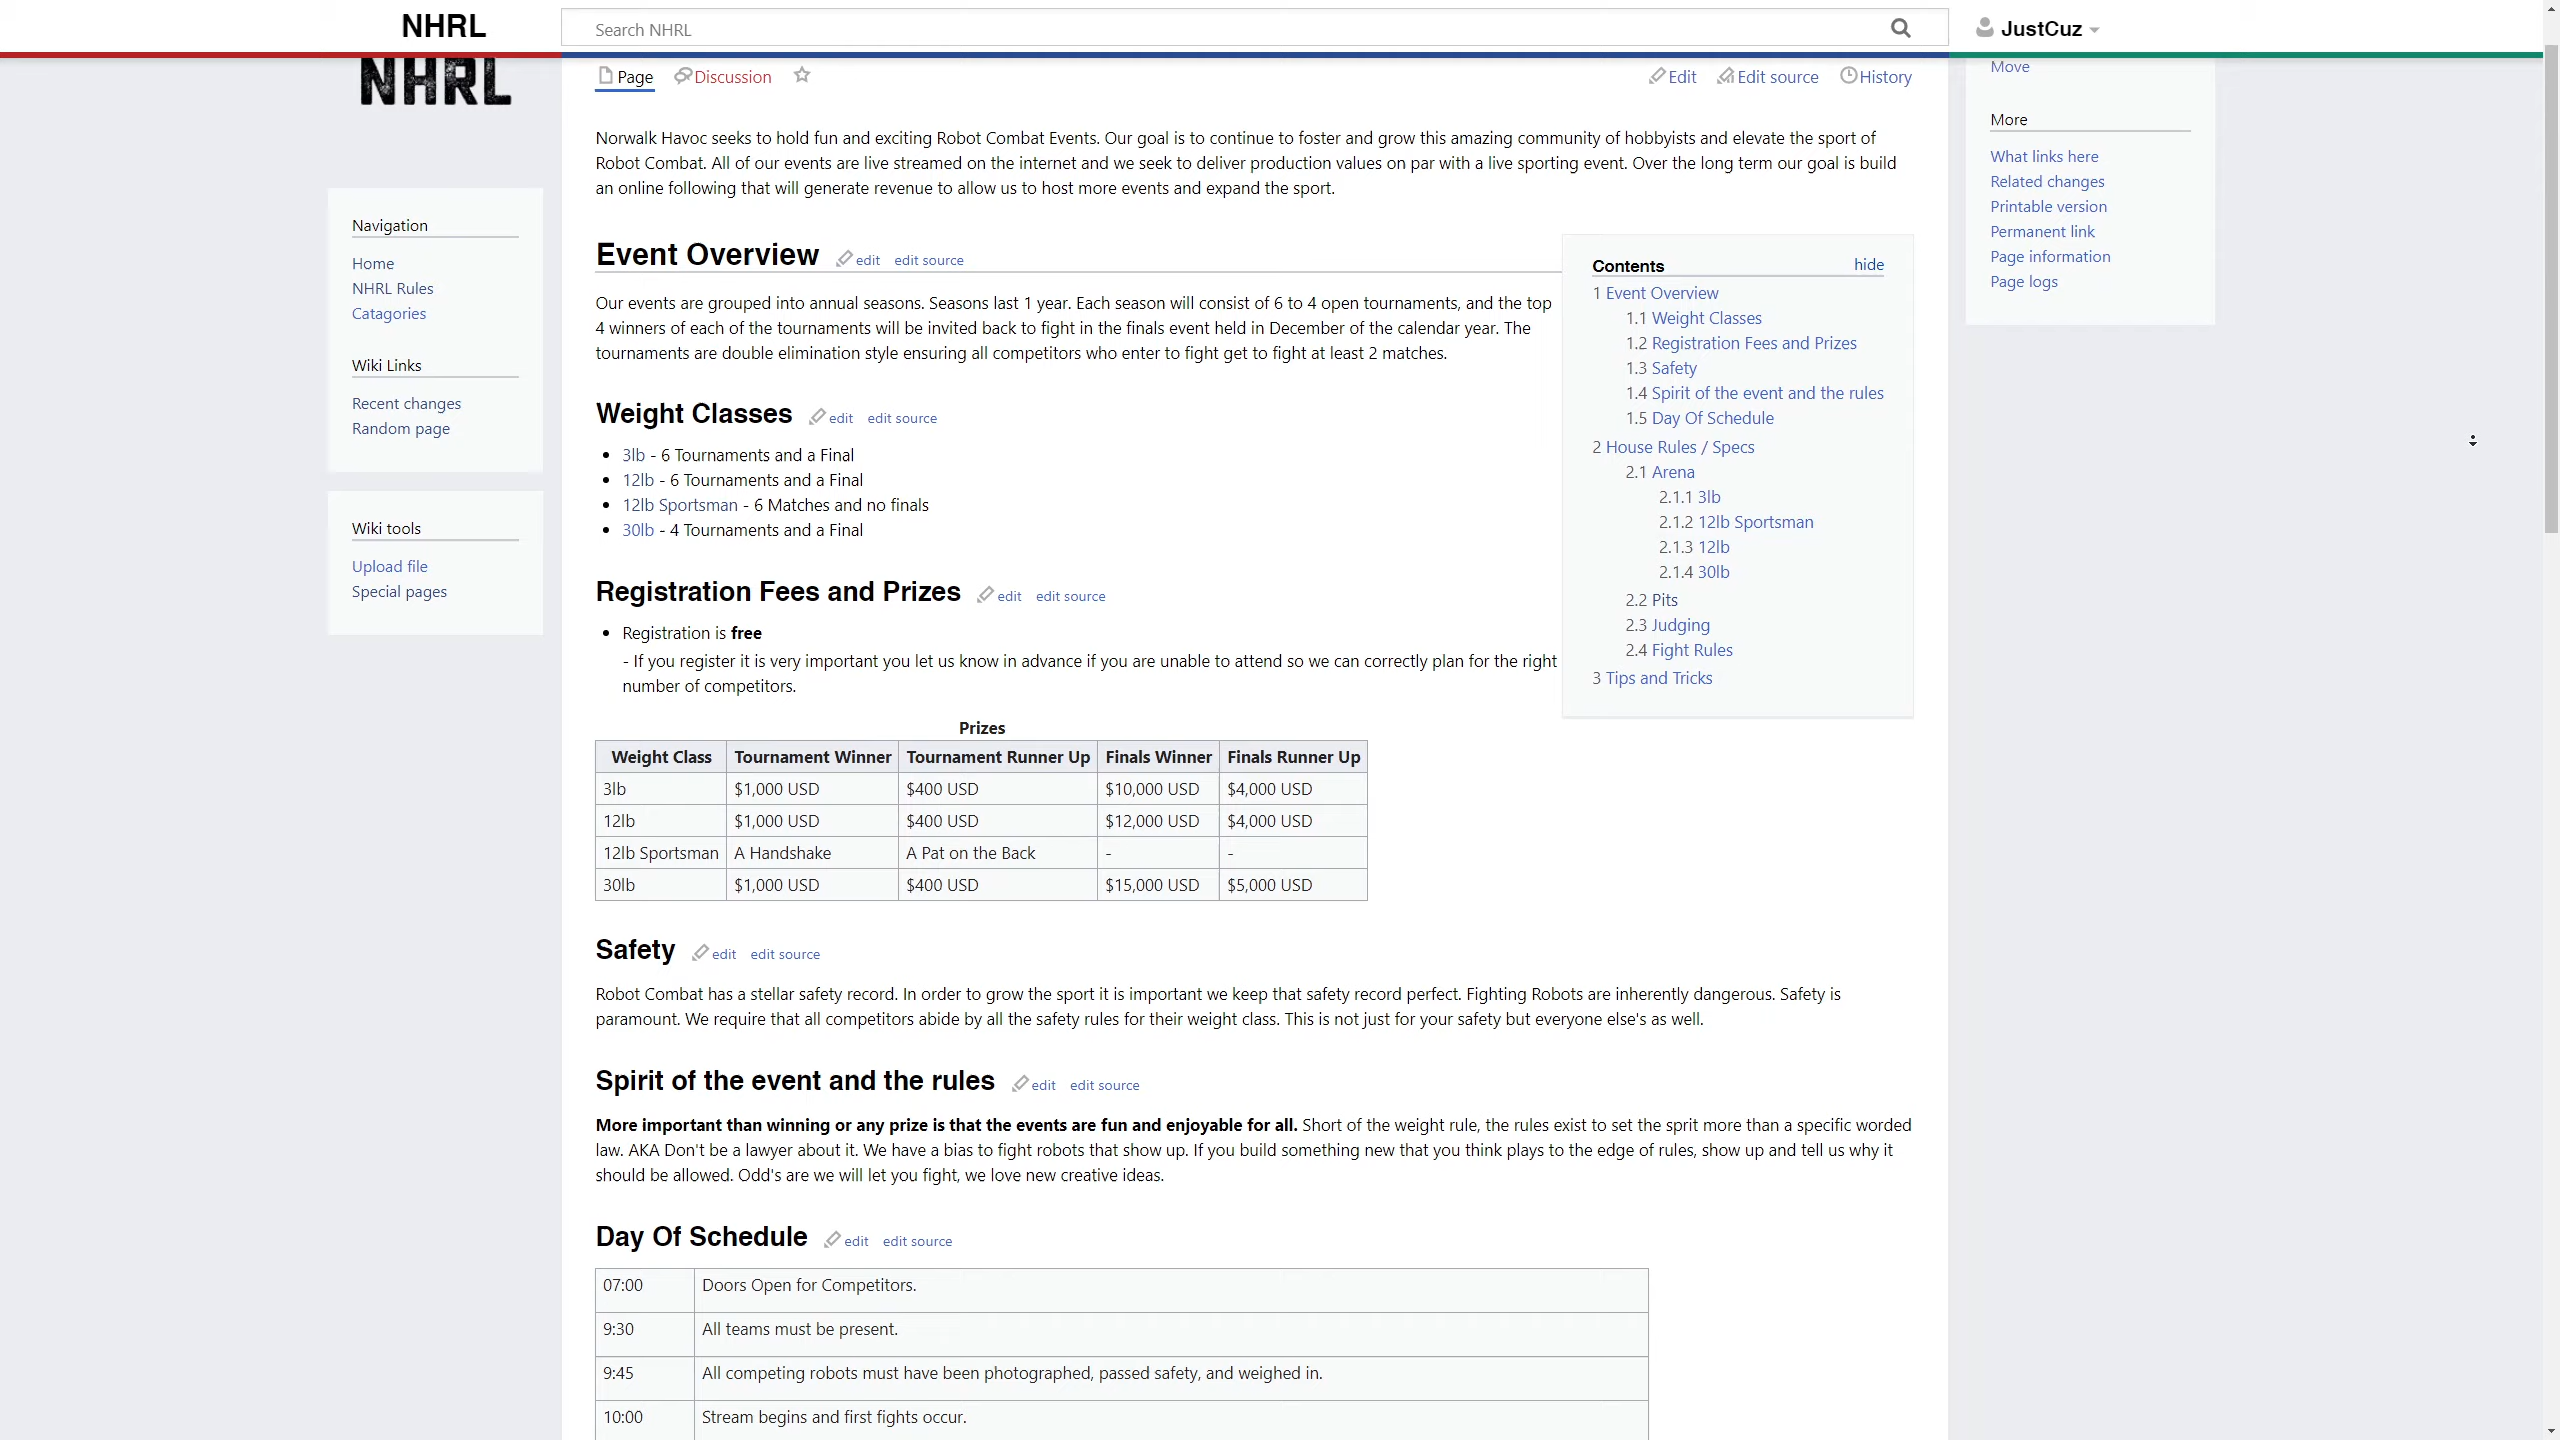 NHRL
Search NHRL
JustCuz
NHRL
Page
Discussion
Edit
Edit source
History
Move
More
What links here
Related changes
Printable version
Permanent link
Page information
Page logs
Navigation
Home
NHRL Rules
Catagories
Wiki Links
Recent changes
Random page
Wiki tools
Upload file
Special pages
Norwalk Havoc seeks to hold fun and exciting Robot Combat Events. Our goal is to continue to foster and grow this amazing community of hobbyists and elevate the sport of
Robot Combat. All of our events are live streamed on the internet and we seek to deliver production values on par with a live sporting event. Over the long term our goal is build
an online following that will generate revenue to allow us to host more events and expand the sport.
Event Overview edit edit source
Our events are grouped into annual seasons. Seasons last 1 year. Each season will consist of 6 to 4 open tournaments, and the top
4 winners of each of the tournaments will be invited back to fight in the finals event held in December of the calendar year. The
tournaments are double elimination style ensuring all competitors who enter to fight get to fight at least 2 matches.
Contents hide
1 Event Overview
1.1 Weight Classes
1.2 Registration Fees and Prizes
1.3 Safety
1.4 Spirit of the event and the rules
1.5 Day Of Schedule
2 House Rules / Specs
2.1 Arena
2.1.1 3lb
2.1.2 12lb Sportsman
2.1.3 12lb
2.1.4 30lb
2.2 Pits
2.3 Judging
2.4 Fight Rules
3 Tips and Tricks
Weight Classes edit edit source
• 3lb - 6 Tournaments and a Final
• 12lb - 6 Tournaments and a Final
• 12lb Sportsman - 6 Matches and no finals
• 30lb - 4 Tournaments and a Final
Registration Fees and Prizes edit edit source
• Registration is free
- If you register it is very important you let us know in advance if you are unable to attend so we can correctly plan for the right
number of competitors.
Prizes
Weight Class Tournament Winner Tournament Runner Up Finals Winner Finals Runner Up
3lb $1,000 USD $400 USD $10,000 USD $4,000 USD
12lb $1,000 USD $400 USD $12,000 USD $4,000 USD
12lb Sportsman A Handshake A Pat on the Back - -
30lb $1,000 USD $400 USD $15,000 USD $5,000 USD
Safety edit edit source
Robot Combat has a stellar safety record. In order to grow the sport it is important we keep that safety record perfect. Fighting Robots are inherently dangerous. Safety is
paramount. We require that all competitors abide by all the safety rules for their weight class. This is not just for your safety but everyone else's as well.
Spirit of the event and the rules edit edit source
More important than winning or any prize is that the events are fun and enjoyable for all. Short of the weight rule, the rules exist to set the sprit more than a specific worded
law. AKA Don't be a lawyer about it. We have a bias to fight robots that show up. If you build something new that you think plays to the edge of rules, show up and tell us why it
should be allowed. Odd's are we will let you fight, we love new creative ideas.
Day Of Schedule edit edit source
07:00 Doors Open for Competitors.
9:30 All teams must be present.
9:45 All competing robots must have been photographed, passed safety, and weighed in.
10:00 Stream begins and first fights occur.